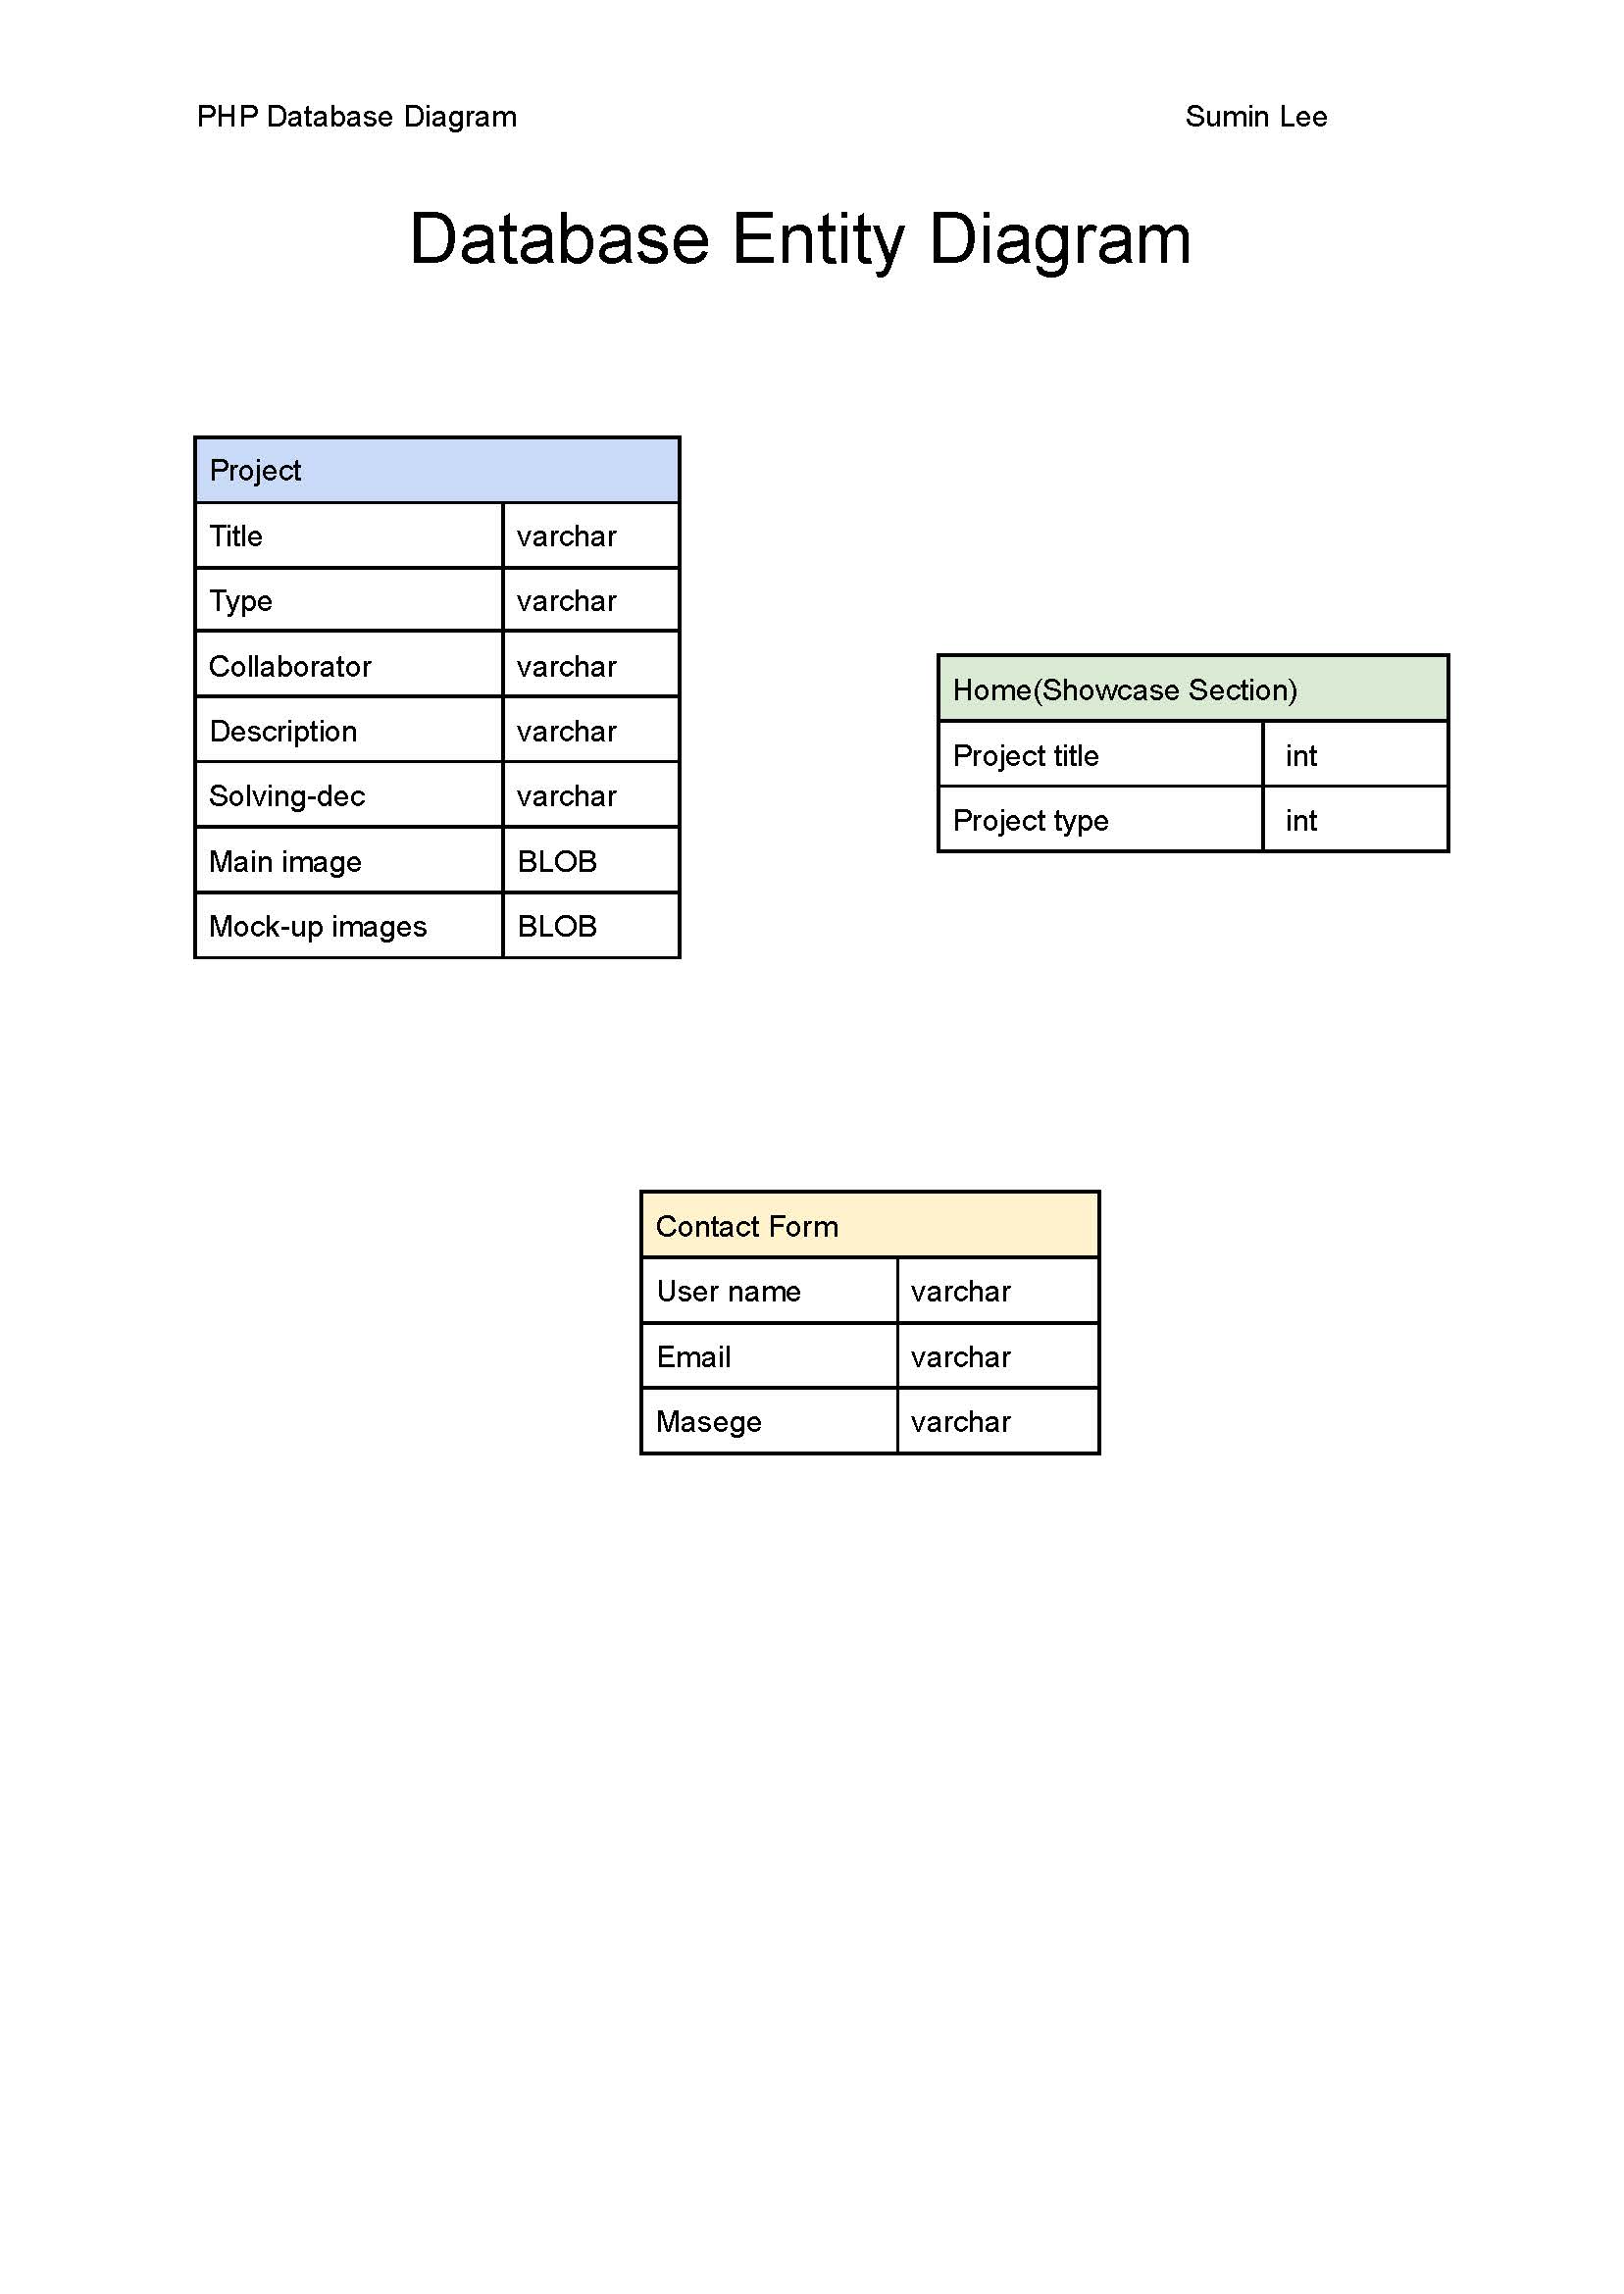 PHP Database Diagram Sumin Lee
Database Entity Diagram
Project
Title varchar
Type varchar
Collaborator varchar
Description varchar
Solving-dec varchar
Main image BLOB
Mock-up images BLOB
Home(Showcase Section)
Project title int
Project type int
Contact Form
User name varchar
Email varchar
Masege varchar